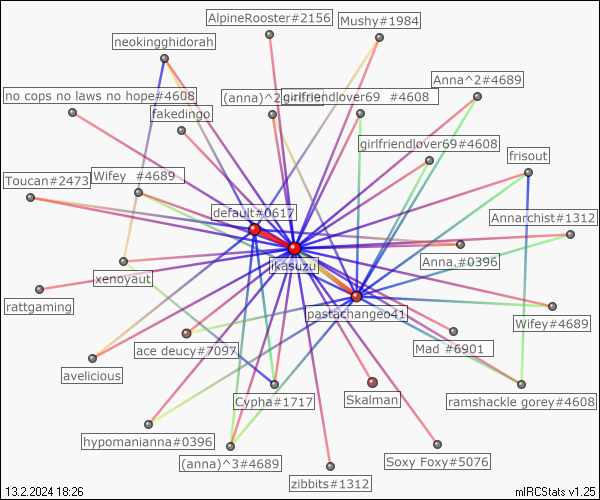 AlpineRooster#2156
Mushy#1984
neokingghidorah
Anna^2#4689
no cops no laws no hope#4608
(anna)^2
girlfriendlover69 #4608
fakedingo
girlfriendlover69#4608
frisout
Toucan#2473
Wifey #4689
default#0617
Annarchist#1312
Anna.#0396
ikasuzu
xenoyaut
rattgaming
pastachangeo41
Wifey#4689
ace deucy#7097
Mad #6901
avelicious
Cypha#1717
Skalman
ramshackle gorey#4608
hypomanianna#0396
(anna)^3#4689
Soxy Foxy#5076
zibbits#1312
13.2.2024 18:26
mIRCStats v1.25